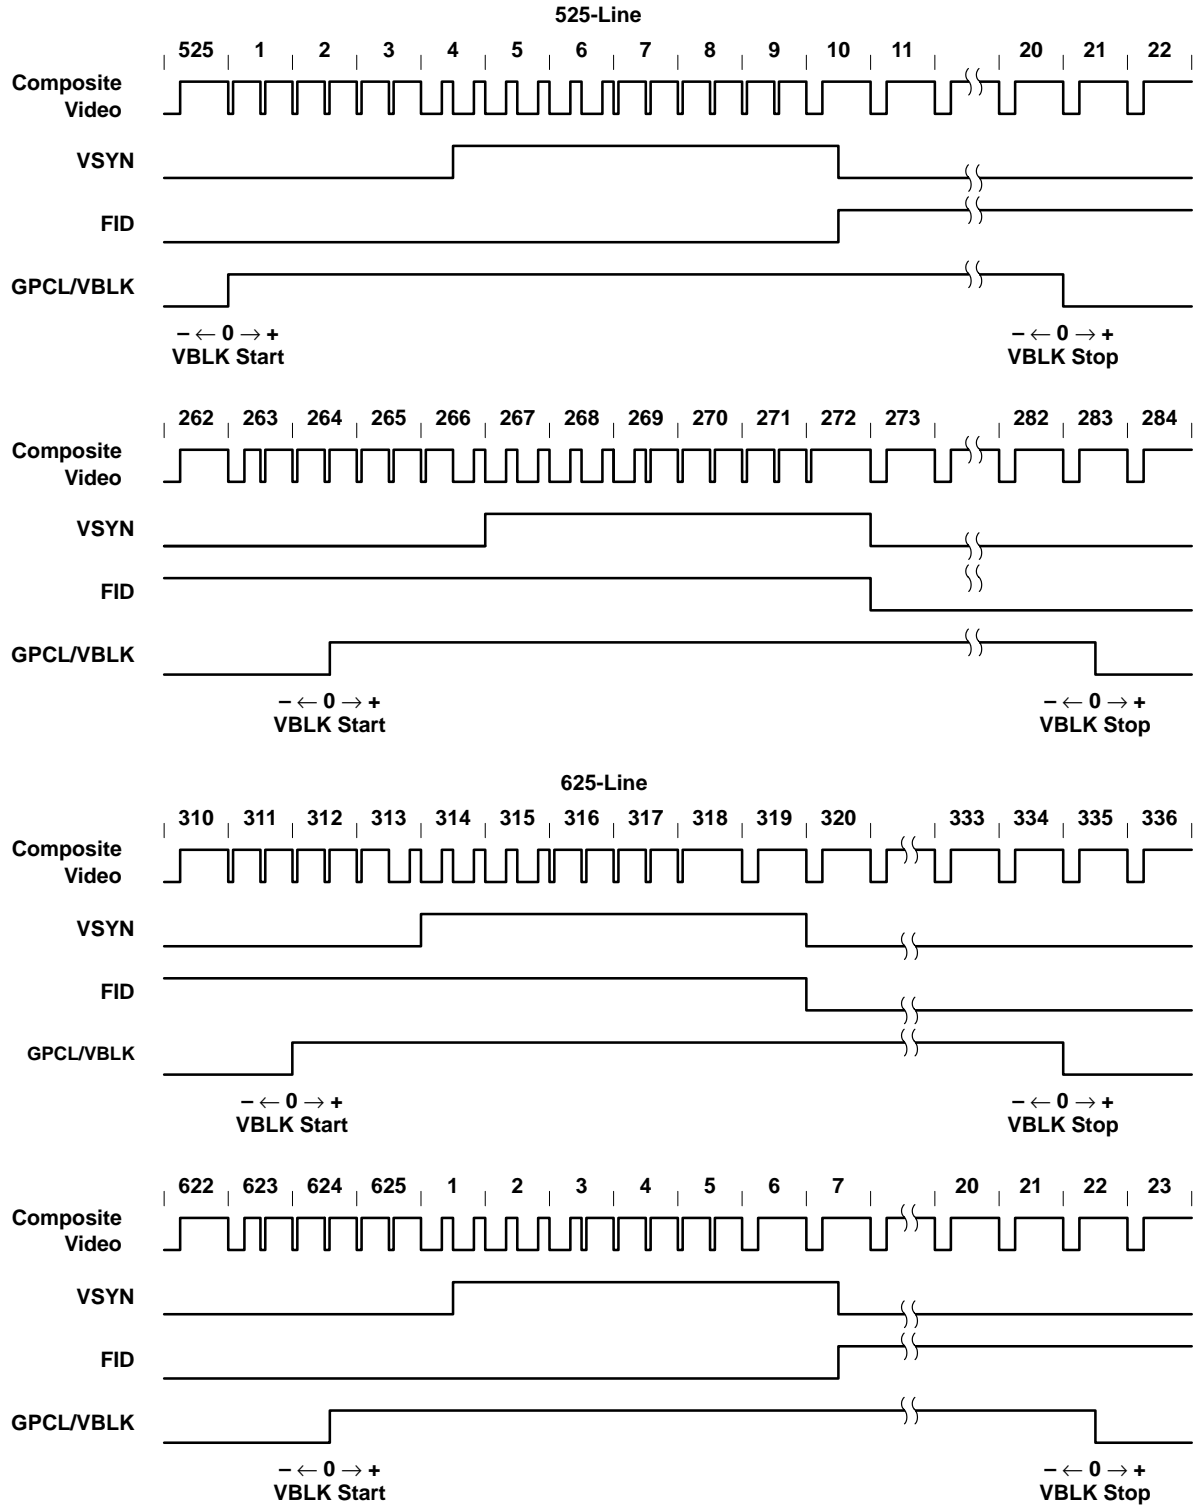 525-Line
525 1 2 3 4 5 6 7 8 9 10 11 20 21 22
Composite
Video
VSYN
FID
GPCL/VBLK
– ← 0 → + – ← 0 → +
VBLK Start VBLK Stop
262 263 264 265 266 267 268 269 270 271 272 273 282 283 284
Composite
Video
VSYN
FID
GPCL/VBLK
– ← 0 → + – ← 0 → +
VBLK Start VBLK Stop
625-Line
310 311 312 313 314 315 316 317 318 319 320 333 334 335 336
Composite
Video
VSYN
FID
GPCL/VBLK
– ← 0 → + – ← 0 → +
VBLK Start VBLK Stop
622 623 624 625 1 2 3 4 5 6 7 20 21 22 23
Composite
Video
VSYN
FID
GPCL/VBLK
– ← 0 → + – ← 0 → +
VBLK Start VBLK Stop